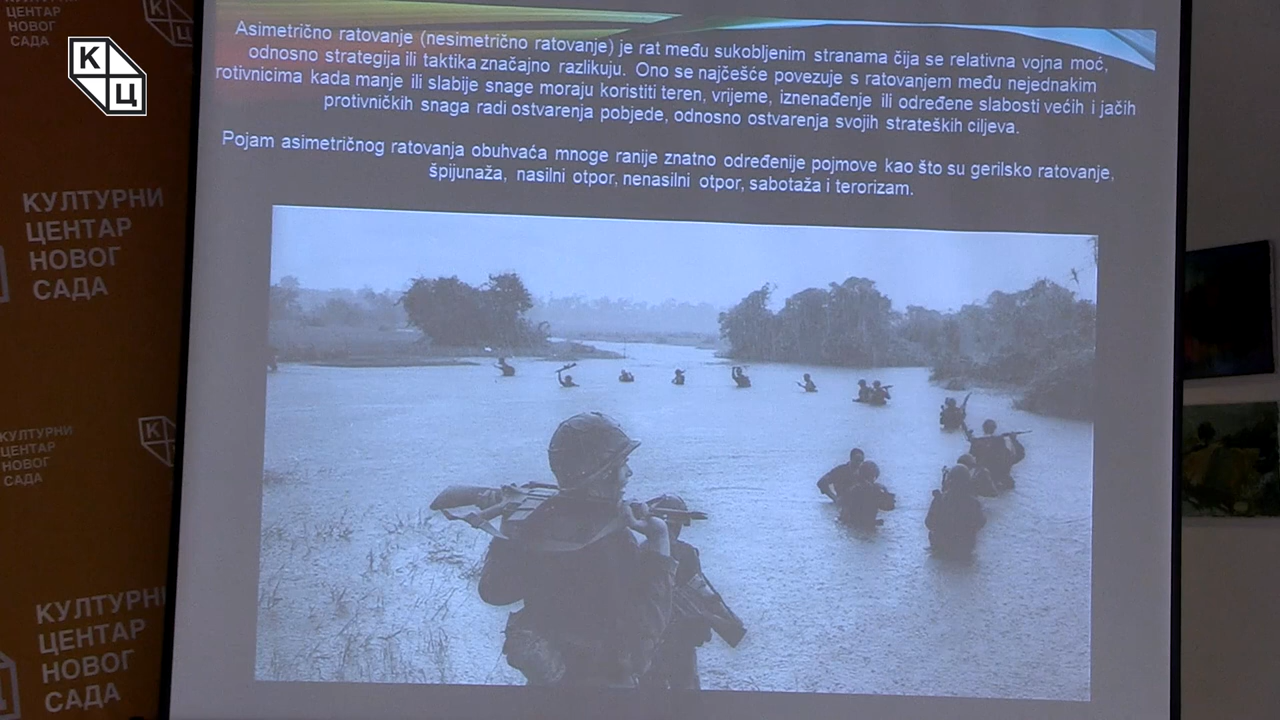 ЦЕНТАР
НОВОГ
САДА
К
Ц
КУЛТУРНИ
ЦЕНТАР
НОВОГ
САДА
КУЛТУРНИ
ЦЕНТАР
НОВОГ
САДА
К
КУЛТУРНИ
ЦЕНТАР
НОВОГ
САДА
Asimetrično ratovanje (nesimetrično ratovanje) je rat među sukobljenim stranama čija se relativna vojna moć,
odnosno strategija ili taktika značajno razlikuju. Ono se najčešće povezuje s ratovanjem među nejednakim
rotivnicima kada manje ili slabije snage moraju koristiti teren, vrijeme, iznenađenje ili određene slabosti većih i jačih
protivničkih snaga radi ostvarenja pobjede, odnosno ostvarenja svojih strateških ciljeva.
Pojam asimetričnog ratovanja obuhvaća mnoge ranije znatno određenije pojmove kao što su gerilsko ratovanje,
špijunaža, nasilni otpor, nenasilni otpor, sabotaža i terorizam.